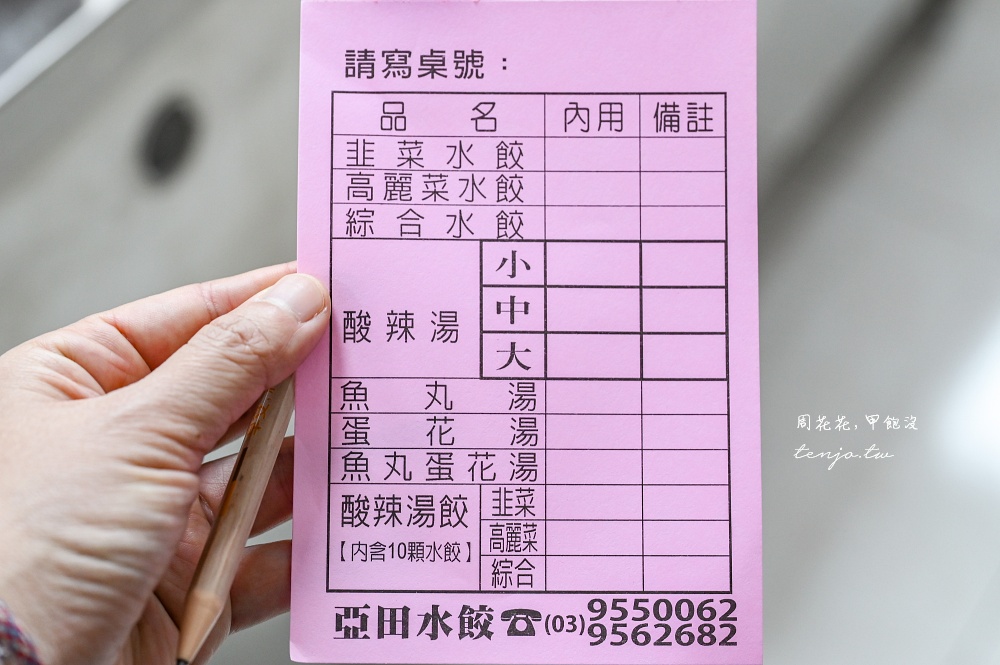 請寫桌號：
品名 內用 備註
韭菜水餃
高麗菜水餃
綜合水餃
酸辣湯 小
中
大
魚丸湯
蛋花湯
魚丸蛋花湯
酸辣湯餃 韭菜
【內含10顆水餃】 高麗菜
綜合
亞田水餃☎(03)9550062
9562682
周花花,甲飽沒
tenjo.tw